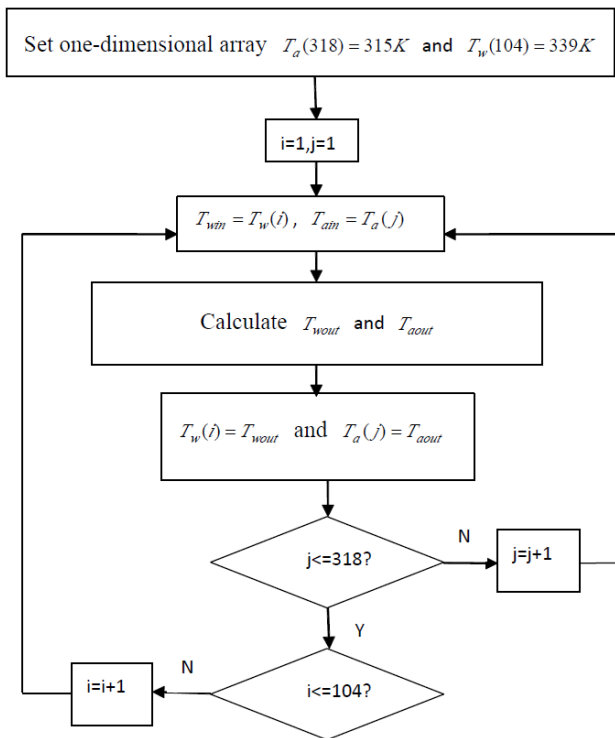 Set one-dimensional array T_a(318) = 315K and T_w(104) = 339K
i=1,j=1
T_win = T_w(i), T_ain = T_a(j)
Calculate T_wout and T_aout
T_w(i) = T_wout and T_a(j) = T_aout
j<=318?
N
j=j+1
Y
i<=104?
N
i=i+1